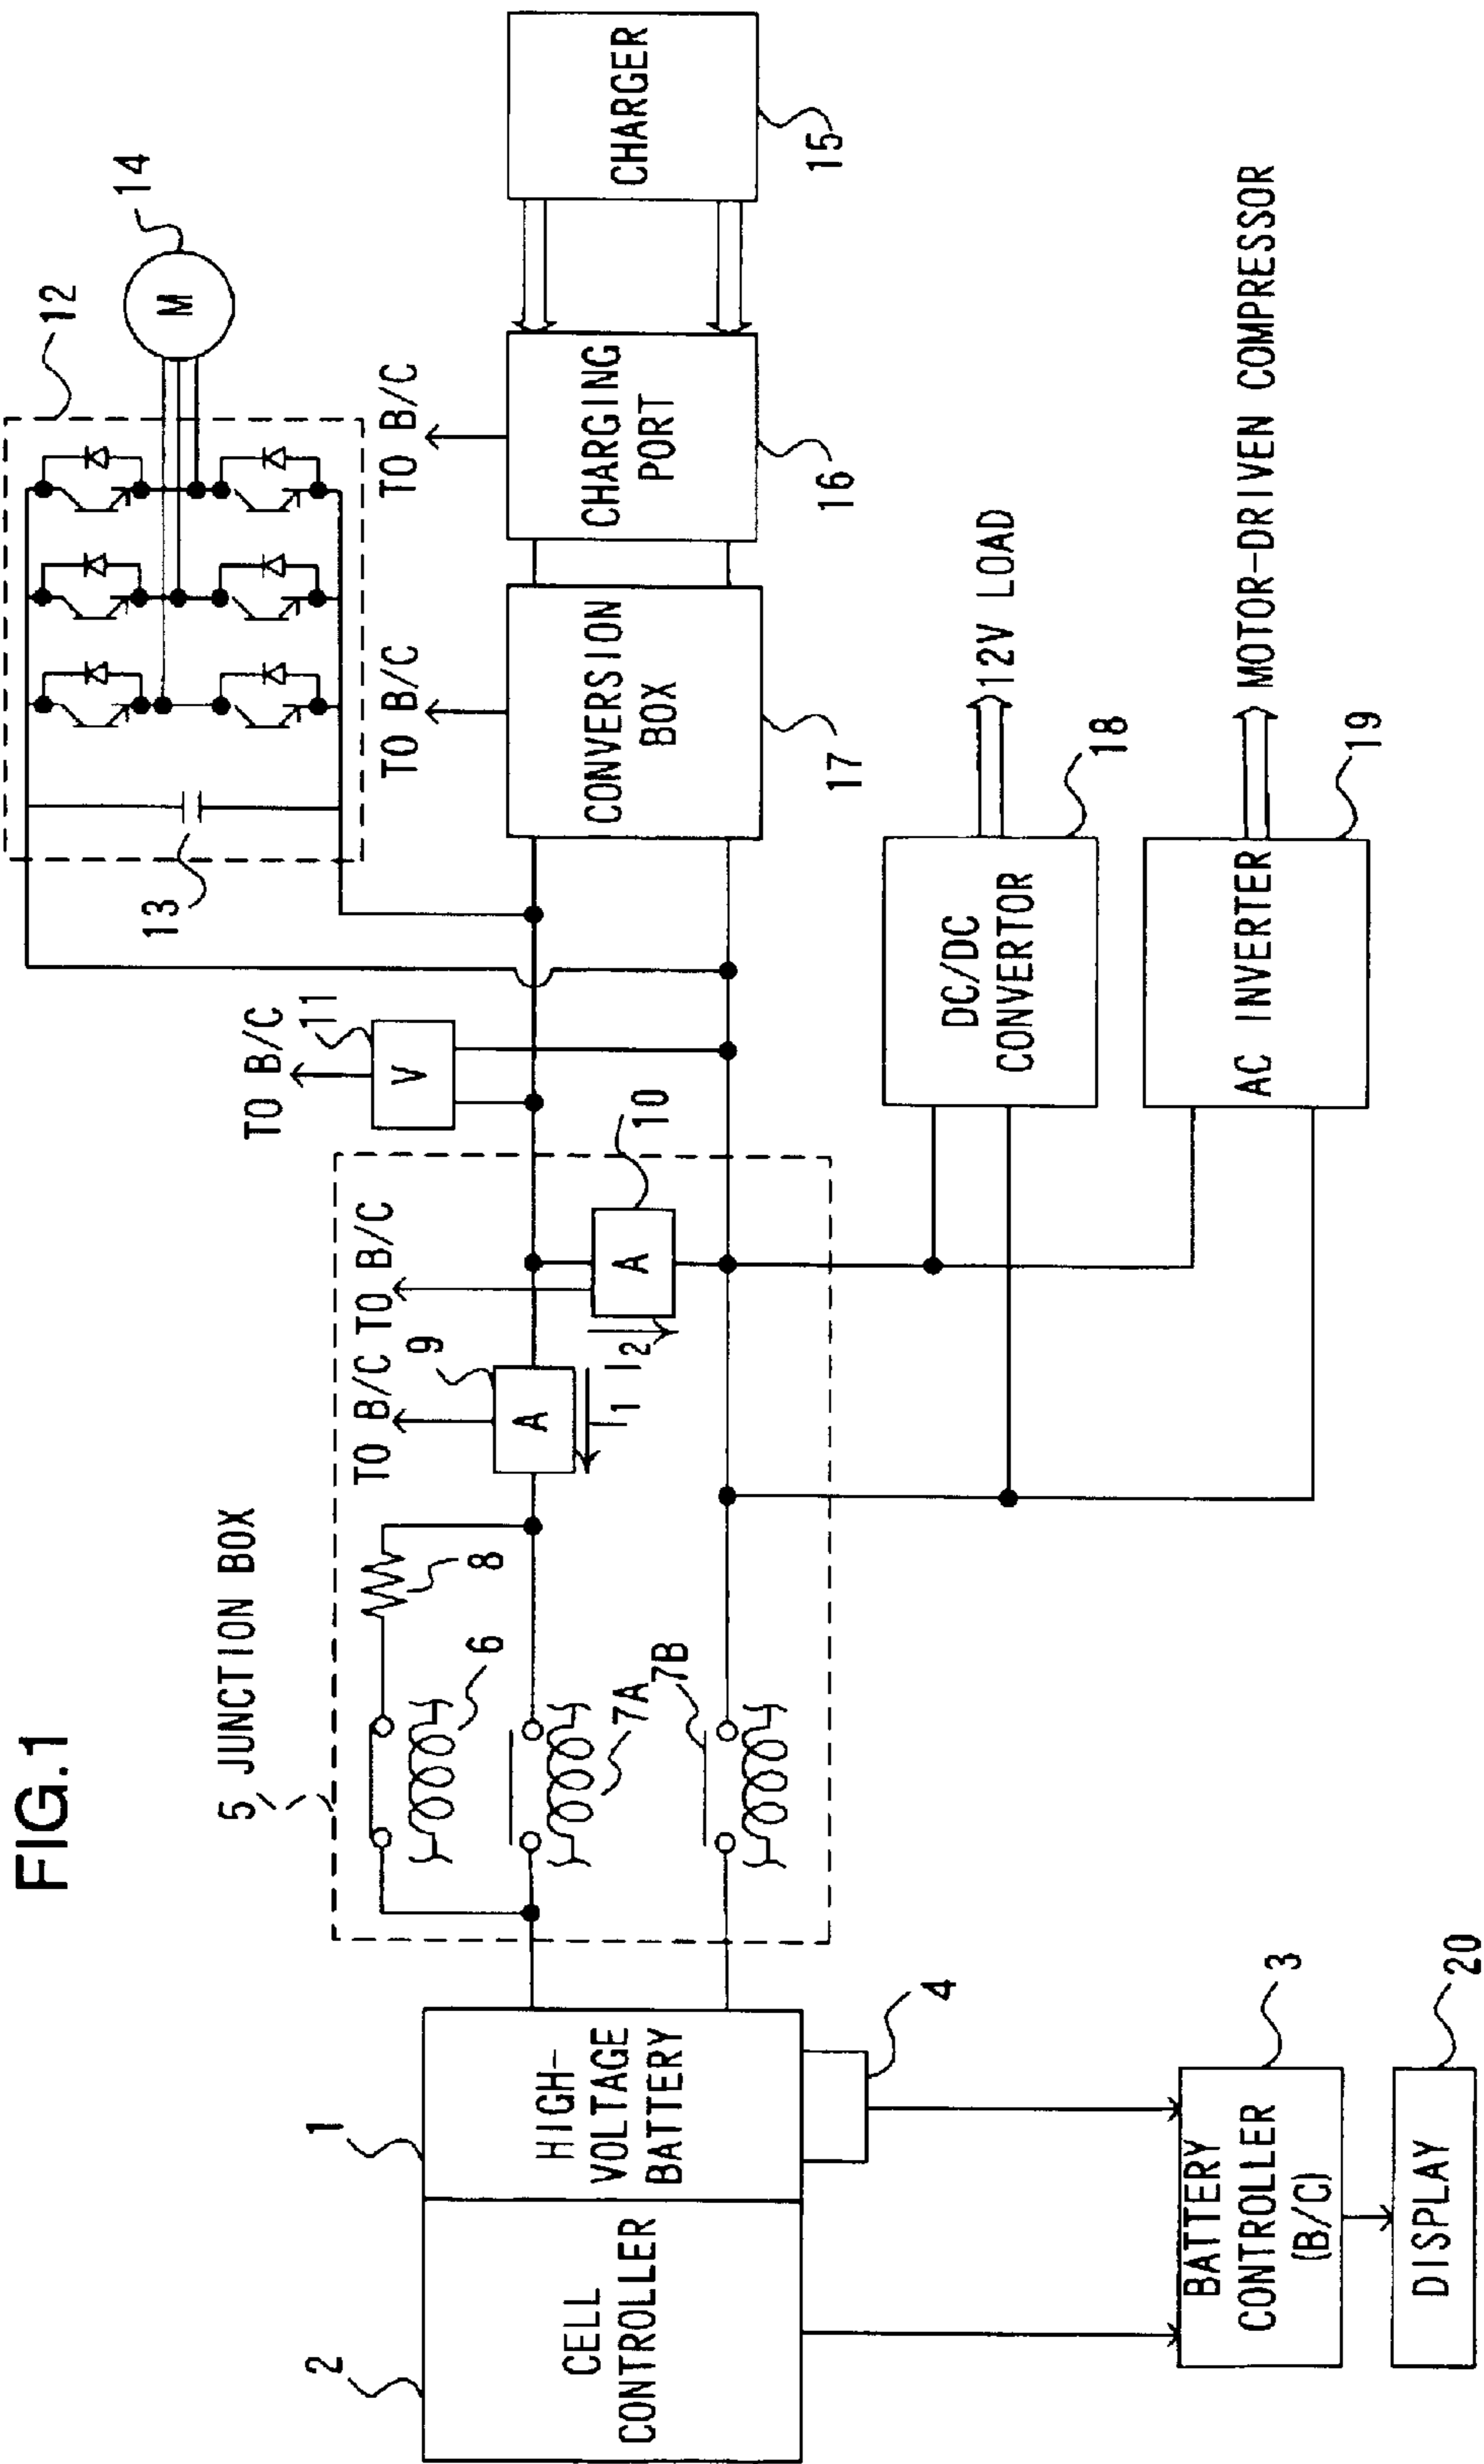 FIG.1
5 JUNCTION BOX
1
2
HIGH-
VOLTAGE
BATTERY
CELL
CONTROLLER
4
BATTERY
CONTROLLER
(B/C)
3
DISPLAY
20
6
7A
7B
8
9
A
I1
TO B/C
10
A
I2
TO B/C
11
V
TO B/C
12
13
14
M
CONVERSION
BOX
17
TO B/C
CHARGING
PORT
16
TO B/C
CHARGER
15
DC/DC
CONVERTOR
18
12V LOAD
AC INVERTER
19
MOTOR-DRIVEN COMPRESSOR